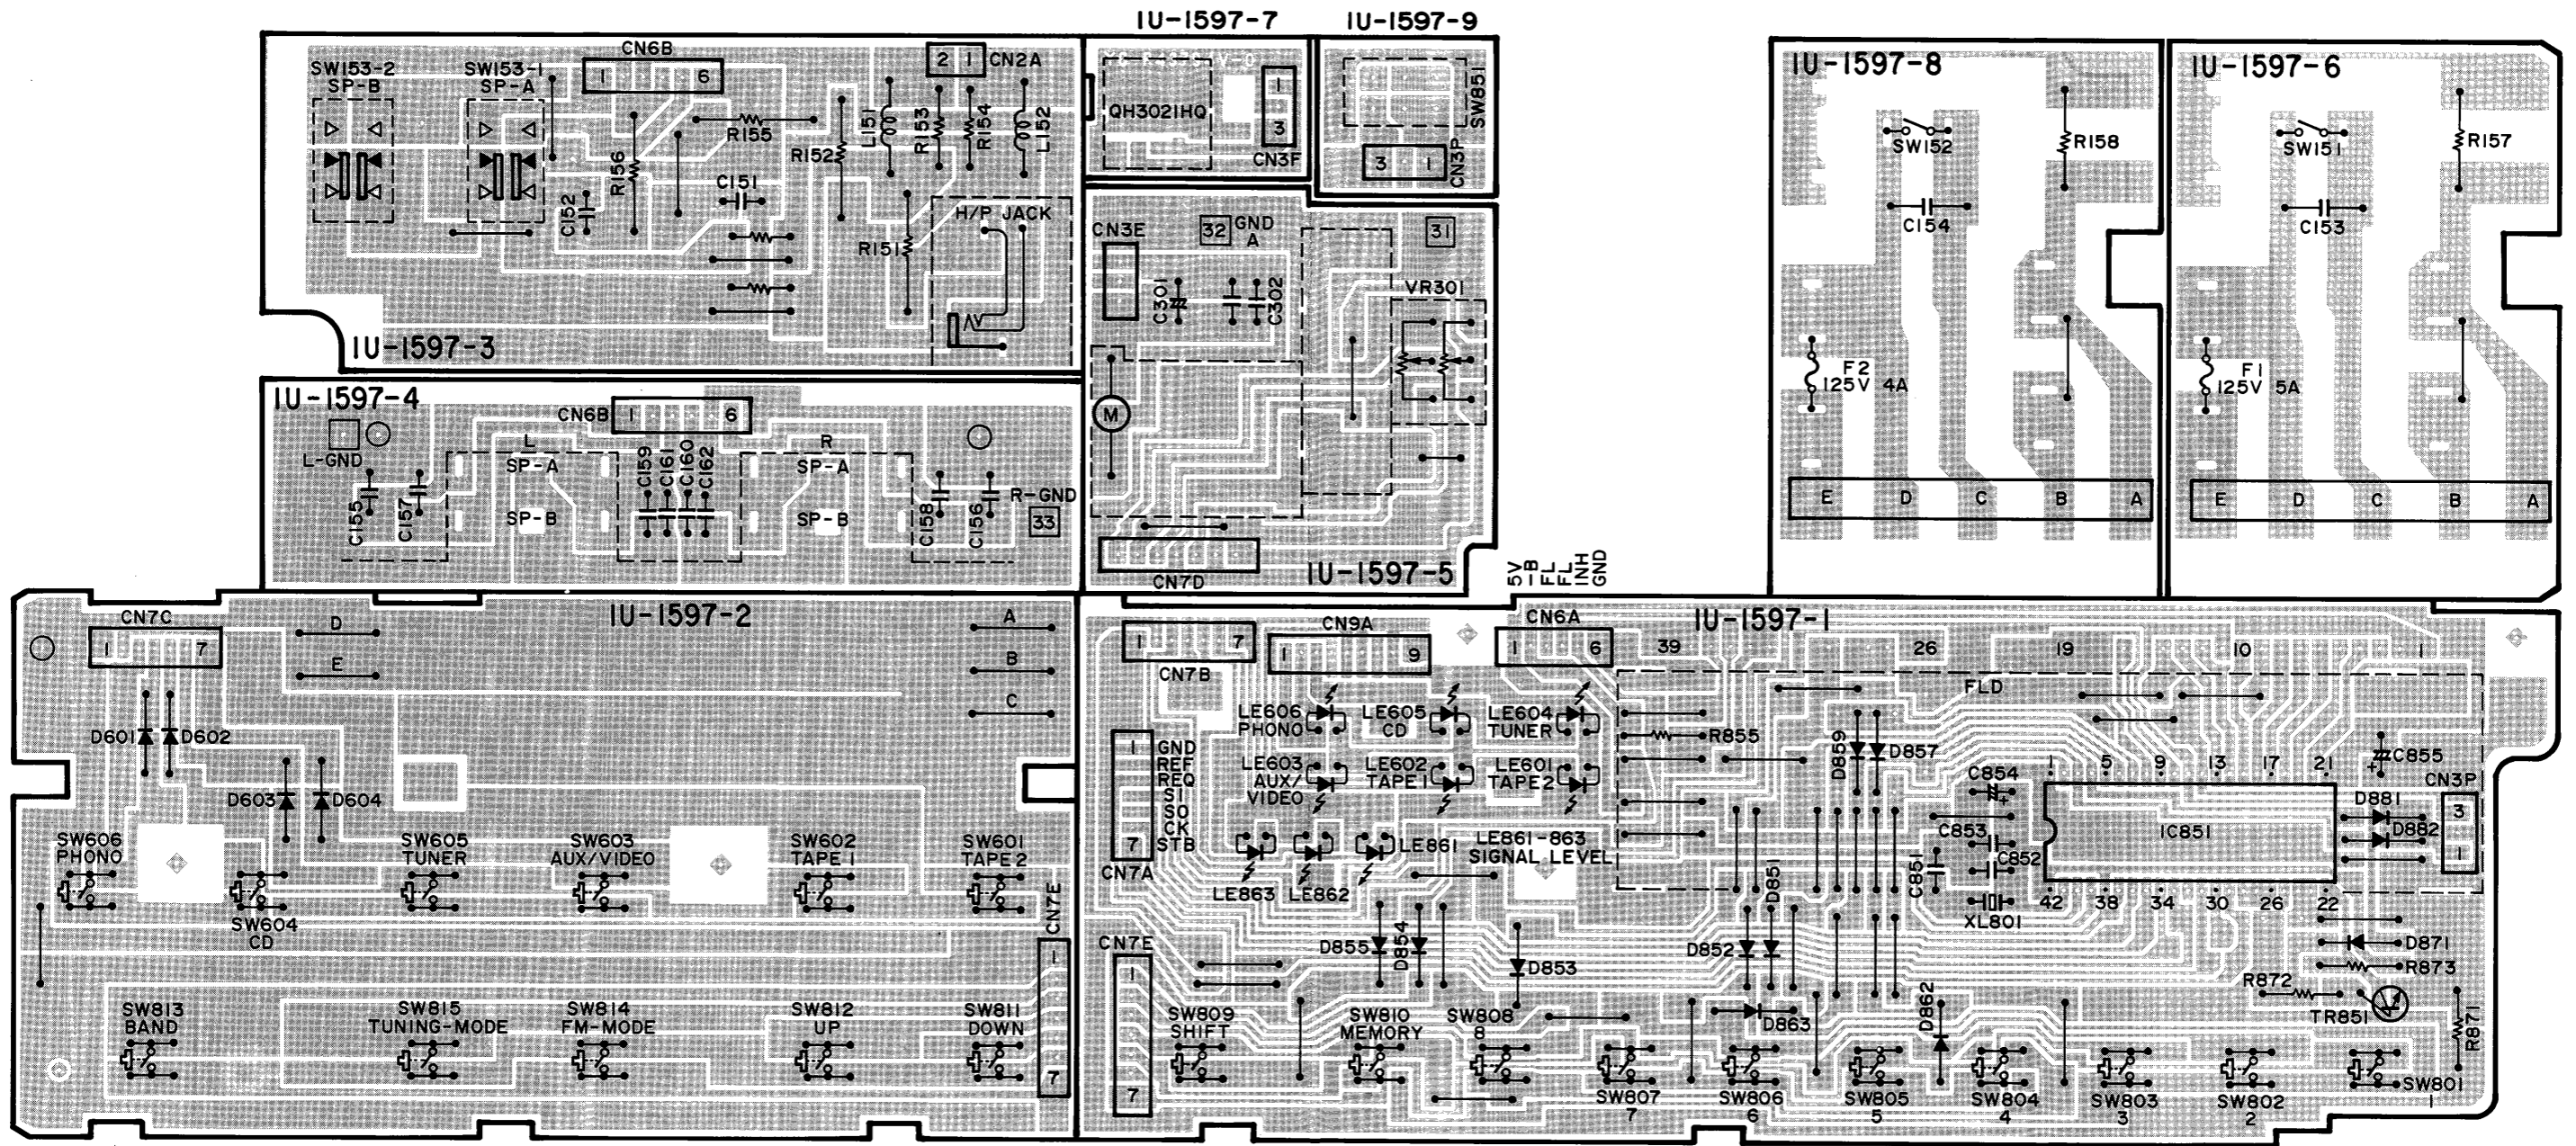 1U-1597-7
1U-1597-9
CN6B
SW153-2
SP-B
SW153-1
SP-A
1 6
2 1
CN2A
R155
R156
C152
C151
R152
L151
R153
R154
L152
R151
H/P JACK
1U-1597-3
QH3021HQ
1
3
CN3F
SW851
3 1
CN3P
1U-1597-8
SW152
R158
C154
F2
125V 4A
E D C B A
1U-1597-6
SW151
R157
C153
F1
125V 5A
E D C B A
CN3E
32
GND
A
31
C301
C302
VR301
M
CN7D
1U-1597-5
1U-1597-4
CN6B
1 6
L-GND
L
R
SP-A
SP-B
SP-A
SP-B
C155
C157
C159
C161
C160
C162
C158
C156
R-GND
33
5V
-B
FL
FL
INH
GND
1U-1597-2
CN7C
1 7
D
E
A
B
C
D601
D602
D603
D604
SW606
PHONO
SW604
CD
SW605
TUNER
SW603
AUX/VIDEO
SW602
TAPE 1
SW601
TAPE 2
CN7E
1
7
SW813
BAND
SW815
TUNING-MODE
SW814
FM-MODE
SW812
UP
SW811
DOWN
1U-1597-1
1 7
CN7B
CN9A
1 9
CN6A
1 6
39 26 19 10 1
FLD
LE606
PHONO
LE605
CD
LE604
TUNER
LE603
AUX/
VIDEO
LE602
TAPE 1
LE601
TAPE 2
1
7
GND
REF
REQ
SI
SO
CK
STB
CN7A
LE863
LE862
LE861
LE861-863
SIGNAL LEVEL
R855
D859
D857
C854
+
C853
C852
C851
XL801
1 5 9 13 17 21
IC851
42 38 34 30 26 22
C855
+
CN3P
3
1
D881
D882
D871
R873
R872
TR851
R871
D851
D852
D853
D854
D855
D862
D863
CN7E
1
7
SW809
SHIFT
SW810
MEMORY
SW808
8
SW807
7
SW806
6
SW805
5
SW804
4
SW803
3
SW802
2
SW801
1